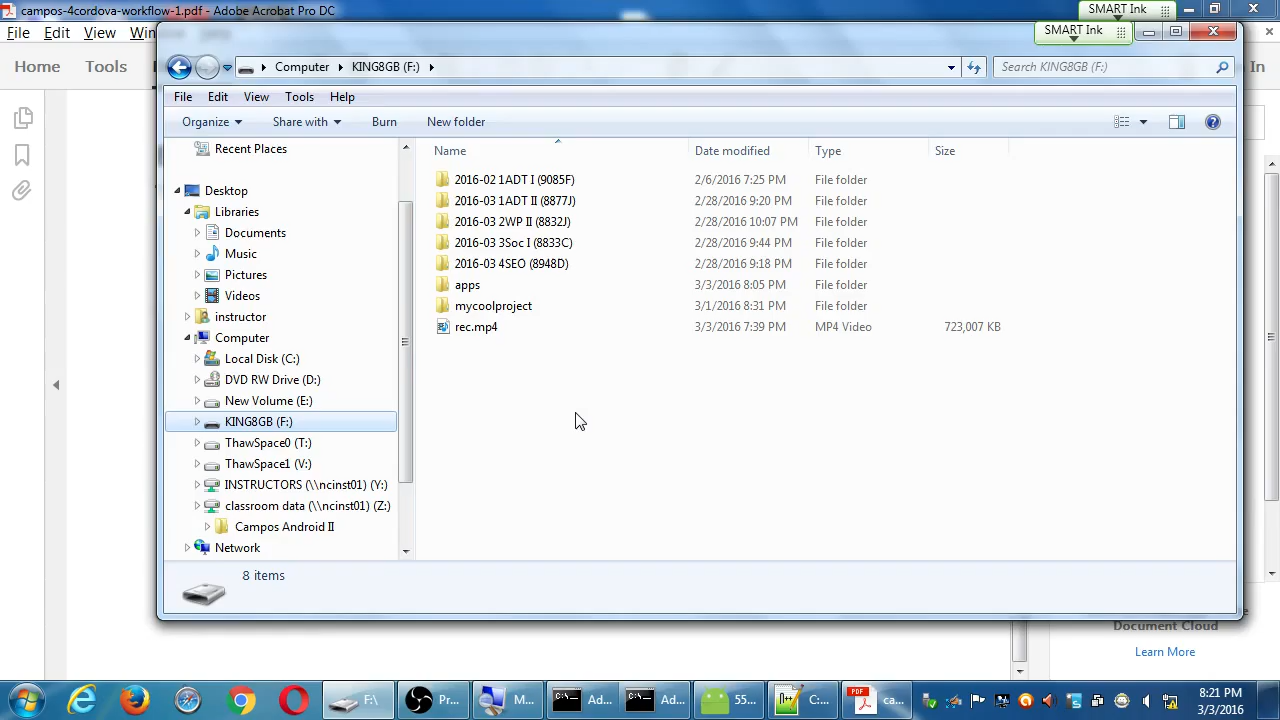 campos-4cordova-workflow-1.pdf - Adobe Acrobat Pro DC
SMART Ink
File Edit View
SMART Ink
Home Tools
Computer KING8GB (F:)
Search KING8GB (F:)
In
File Edit View Tools Help
Organize Share with Burn New folder
Name Date modified Type Size
Recent Places
Desktop
Libraries
Documents
Music
Pictures
Videos
instructor
Computer
Local Disk (C:)
DVD RW Drive (D:)
New Volume (E:)
KING8GB (F:)
ThawSpace0 (T:)
ThawSpace1 (V:)
INSTRUCTORS (\\ncinst01) (Y:)
classroom data (\\ncinst01) (Z:)
Campos Android II
Network
2016-02 1ADT I (9085F) 2/6/2016 7:25 PM File folder
2016-03 1ADT II (8877J) 2/28/2016 9:20 PM File folder
2016-03 2WP II (8832J) 2/28/2016 10:07 PM File folder
2016-03 3Soc I (8833C) 2/28/2016 9:44 PM File folder
2016-03 4SEO (8948D) 2/28/2016 9:18 PM File folder
apps 3/3/2016 8:05 PM File folder
mycoolproject 3/1/2016 8:31 PM File folder
rec.mp4 3/3/2016 7:39 PM MP4 Video 723,007 KB
8 items
Document Cloud
Learn More
F:\ Pr... M... Ad... Ad... 55... C:... ca...
8:21 PM
3/3/2016